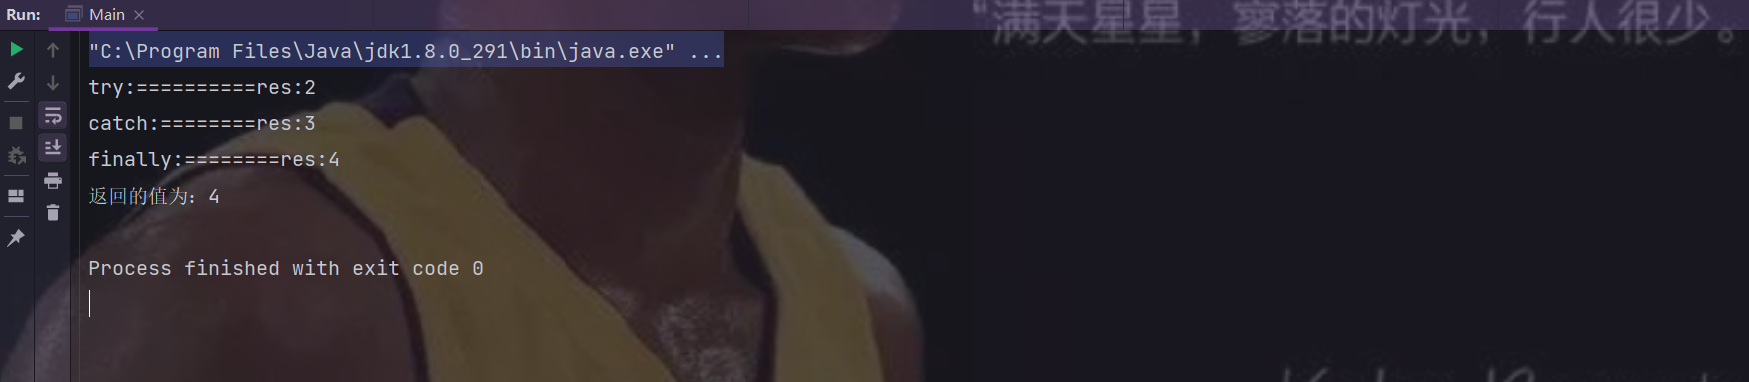 Run: Main
“满天星星，寥落的灯光，行人很少。
"C:\Program Files\Java\jdk1.8.0_291\bin\java.exe" ...
try:==========res:2
catch:========res:3
finally:========res:4
返回的值为：4
Process finished with exit code 0